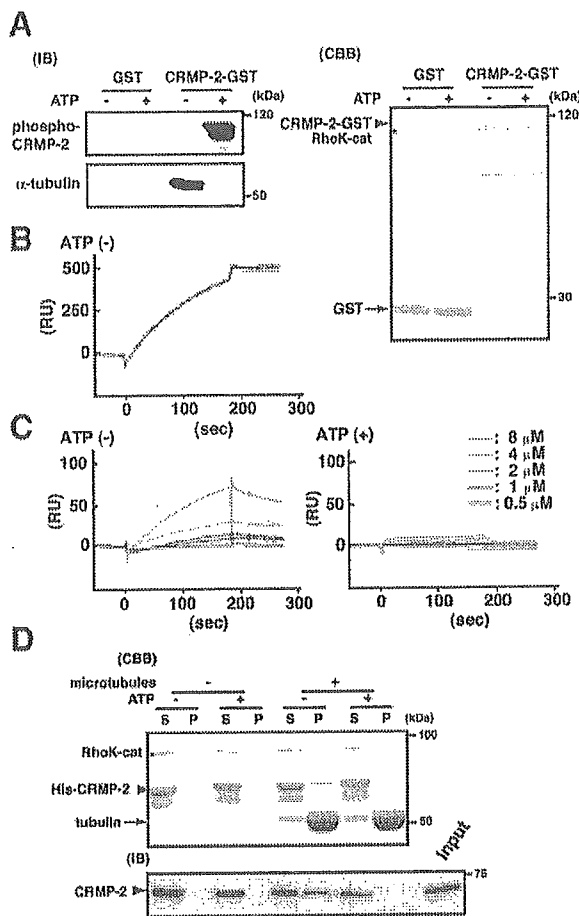 A
(IB)
GST CRMP-2-GST
ATP - + - + (kDa)
120
phospho-
CRMP-2
α-tubulin
50
(CBB)
GST CRMP-2-GST
ATP - + - + (kDa)
120
CRMP-2-GST
RhoK-cat
30
GST
B
ATP (-)
500
250
0
(RU)
0 100 200 300
(sec)
C
ATP (-)
100
50
0
(RU)
0 100 200 300
(sec)
ATP (+)
100
50
0
(RU)
0 100 200 300
(sec)
: 8 μM
: 4 μM
: 2 μM
: 1 μM
: 0.5 μM
D
(CBB)
microtubules - +
ATP - + - +
S P S P S P S P (kDa)
100
RhoK-cat
His-CRMP-2
tubulin
50
Input
(IB)
75
CRMP-2
50